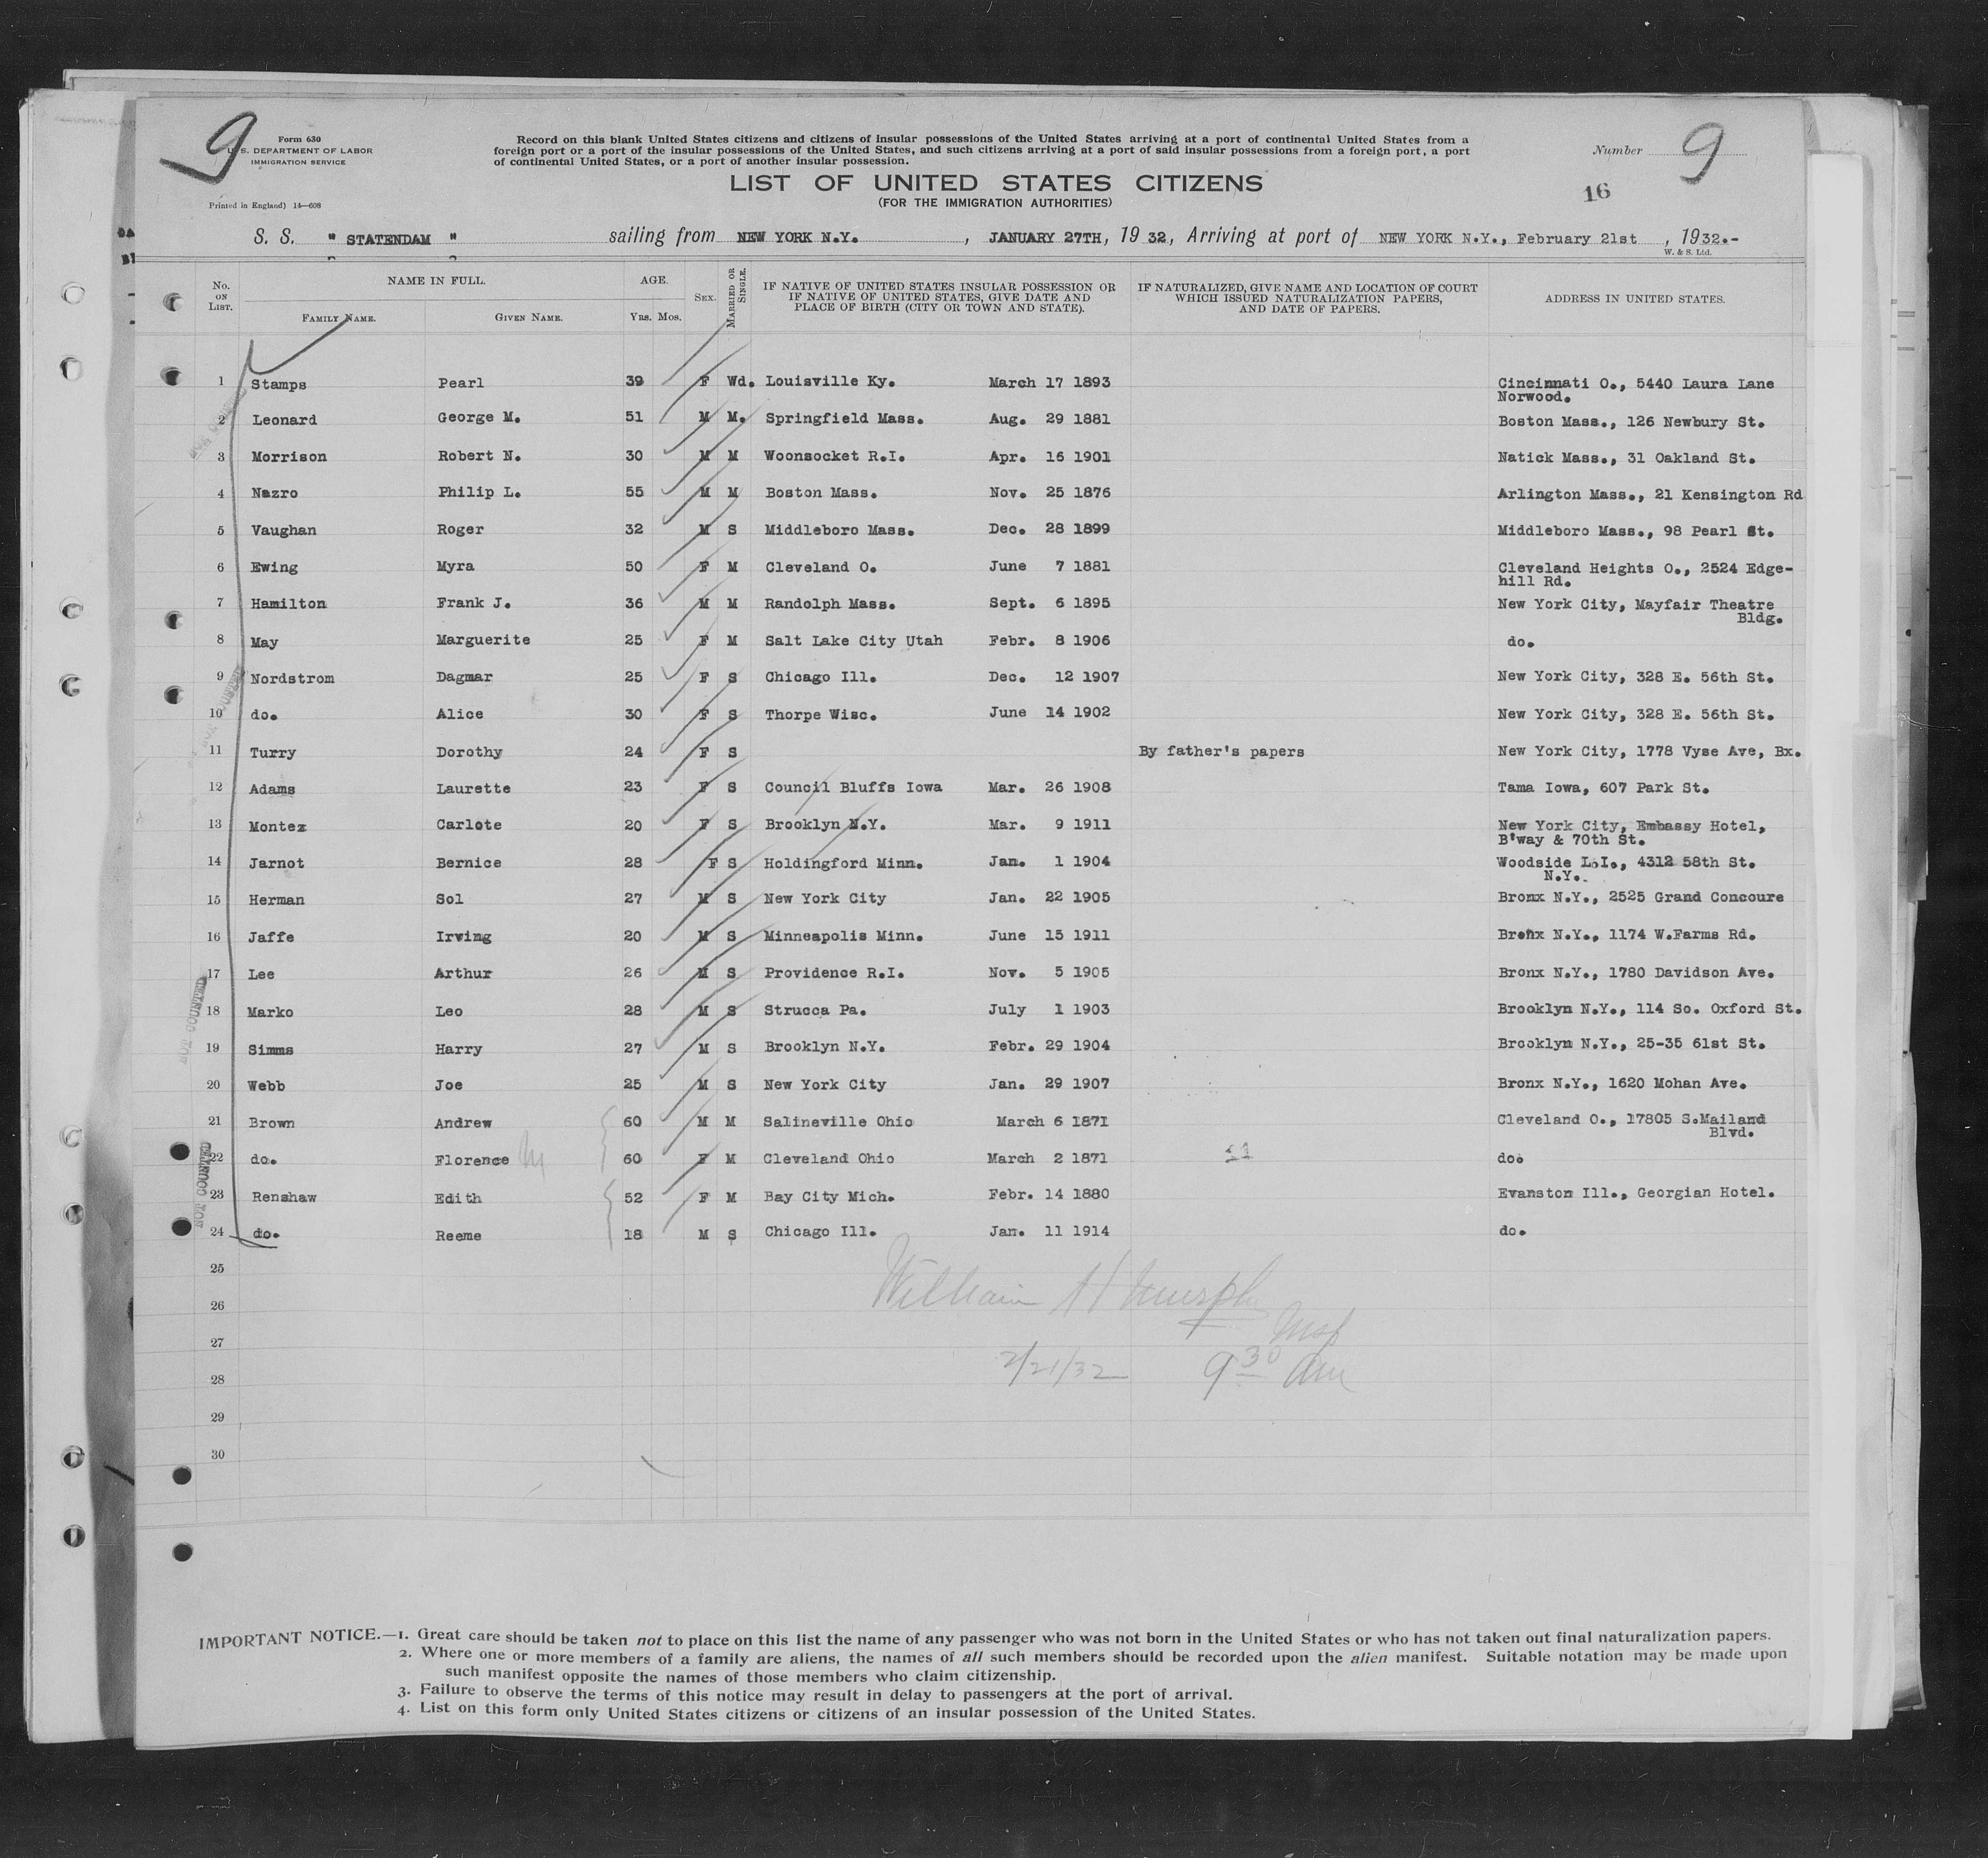 9
Form 630
U. S. DEPARTMENT OF LABOR
IMMIGRATION SERVICE
Printed in England) 14—608
Record on this blank United States citizens and citizens of insular possessions of the United States arriving at a port of continental United States from a
foreign port or a port of the insular possessions of the United States, and such citizens arriving at a port of said insular possessions from a foreign port, a port
of continental United States, or a port of another insular possession.
LIST OF UNITED STATES CITIZENS
(FOR THE IMMIGRATION AUTHORITIES)
Number 9
16
S. S. " STATENDAM " sailing from NEW YORK N.Y. , JANUARY 27TH, 19 32, Arriving at port of NEW YORK N.Y., February 21st , 1932.-
W. & S. Ltd.
No. ON LIST. NAME IN FULL. AGE. SEX. MARRIED OR SINGLE. IF NATIVE OF UNITED STATES INSULAR POSSESSION OR IF NATIVE OF UNITED STATES, GIVE DATE AND PLACE OF BIRTH (CITY OR TOWN AND STATE). IF NATURALIZED, GIVE NAME AND LOCATION OF COURT WHICH ISSUED NATURALIZATION PAPERS, AND DATE OF PAPERS. ADDRESS IN UNITED STATES.
FAMILY NAME. GIVEN NAME. Yrs. Mos.
1 Stamps Pearl 39 F Wd. Louisville Ky. March 17 1893 Cincinnati O., 5440 Laura Lane
Norwood.
2 Leonard George M. 51 M M. Springfield Mass. Aug. 29 1881 Boston Mass., 126 Newbury St.
3 Morrison Robert N. 30 M M Woonsocket R.I. Apr. 16 1901 Natick Mass., 31 Oakland St.
4 Nazro Philip L. 55 M M Boston Mass. Nov. 25 1876 Arlington Mass., 21 Kensington Rd
5 Vaughan Roger 32 M S Middleboro Mass. Dec. 28 1899 Middleboro Mass., 98 Pearl St.
6 Ewing Myra 50 F M Cleveland O. June 7 1881 Cleveland Heights O., 2524 Edge-
hill Rd.
7 Hamilton Frank J. 36 M M Randolph Mass. Sept. 6 1895 New York City, Mayfair Theatre
Bldg.
8 May Marguerite 25 F M Salt Lake City Utah Febr. 8 1906 do.
9 Nordstrom Dagmar 25 F S Chicago Ill. Dec. 12 1907 New York City, 328 E. 56th St.
10 do. Alice 30 F S Thorpe Wisc. June 14 1902 New York City, 328 E. 56th St.
11 Turry Dorothy 24 F S By father's papers New York City, 1778 Vyse Ave, Bx.
12 Adams Laurette 23 F S Council Bluffs Iowa Mar. 26 1908 Tama Iowa, 607 Park St.
13 Montez Carlote 20 F S Brooklyn N.Y. Mar. 9 1911 New York City, Embassy Hotel,
B'way & 70th St.
14 Jarnot Bernice 28 F S Holdingford Minn. Jan. 1 1904 Woodside L.I., 4312 58th St.
N.Y.
15 Herman Sol 27 M S New York City Jan. 22 1905 Bronx N.Y., 2525 Grand Concoure
16 Jaffe Irving 20 M S Minneapolis Minn. June 15 1911 Bronx N.Y., 1174 W.Farms Rd.
17 Lee Arthur 26 M S Providence R.I. Nov. 5 1905 Bronx N.Y., 1780 Davidson Ave.
18 Marko Leo 28 M S Strucca Pa. July 1 1903 Brooklyn N.Y., 114 So. Oxford St.
19 Simms Harry 27 M S Brooklyn N.Y. Febr. 29 1904 Brooklyn N.Y., 25-35 61st St.
20 Webb Joe 25 M S New York City Jan. 29 1907 Bronx N.Y., 1620 Mohan Ave.
21 Brown Andrew 60 M M Salineville Ohio March 6 1871 Cleveland O., 17805 S.Mailand
Blvd.
22 do. Florence M 60 F M Cleveland Ohio March 2 1871 do.
23 Renshaw Edith 52 F M Bay City Mich. Febr. 14 1880 Evanston Ill., Georgian Hotel.
24 do. Reeme 18 M S Chicago Ill. Jan. 11 1914 do.
25
26
27
28
29
30
NOT COUNTED
NOT COUNTED
NOT COUNTED
William H Murphy
2/21/32 9 30 Am
IMPORTANT NOTICE.—1. Great care should be taken not to place on this list the name of any passenger who was not born in the United States or who has not taken out final naturalization papers.
2. Where one or more members of a family are aliens, the names of all such members should be recorded upon the alien manifest. Suitable notation may be made upon
such manifest opposite the names of those members who claim citizenship.
3. Failure to observe the terms of this notice may result in delay to passengers at the port of arrival.
4. List on this form only United States citizens or citizens of an insular possession of the United States.